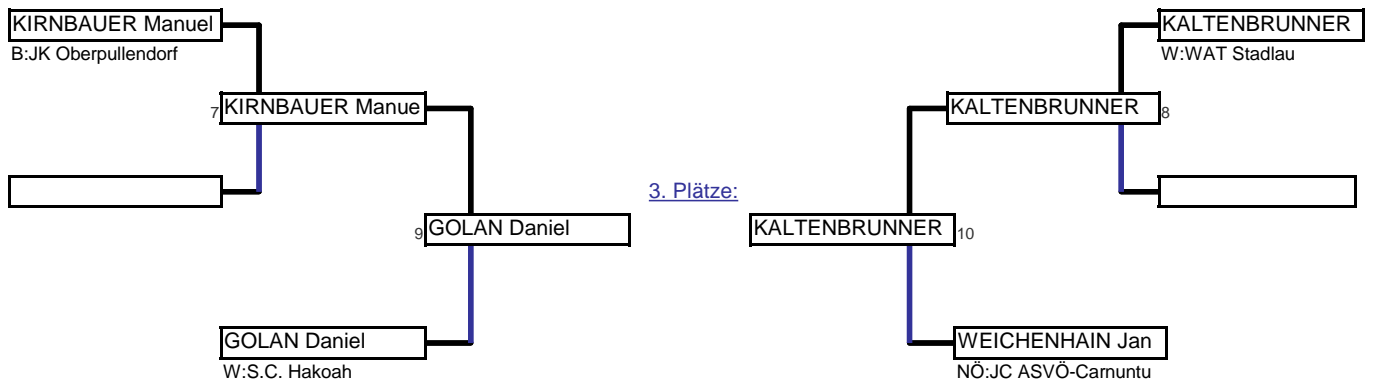 KIRNBAUER Manuel
B:JK Oberpullendorf
KALTENBRUNNER
W:WAT Stadlau
7 KIRNBAUER Manue
KALTENBRUNNER 8
3. Plätze:
9 GOLAN Daniel
KALTENBRUNNER 10
GOLAN Daniel
W:S.C. Hakoah
WEICHENHAIN Jan
NÖ:JC ASVÖ-Carnuntu